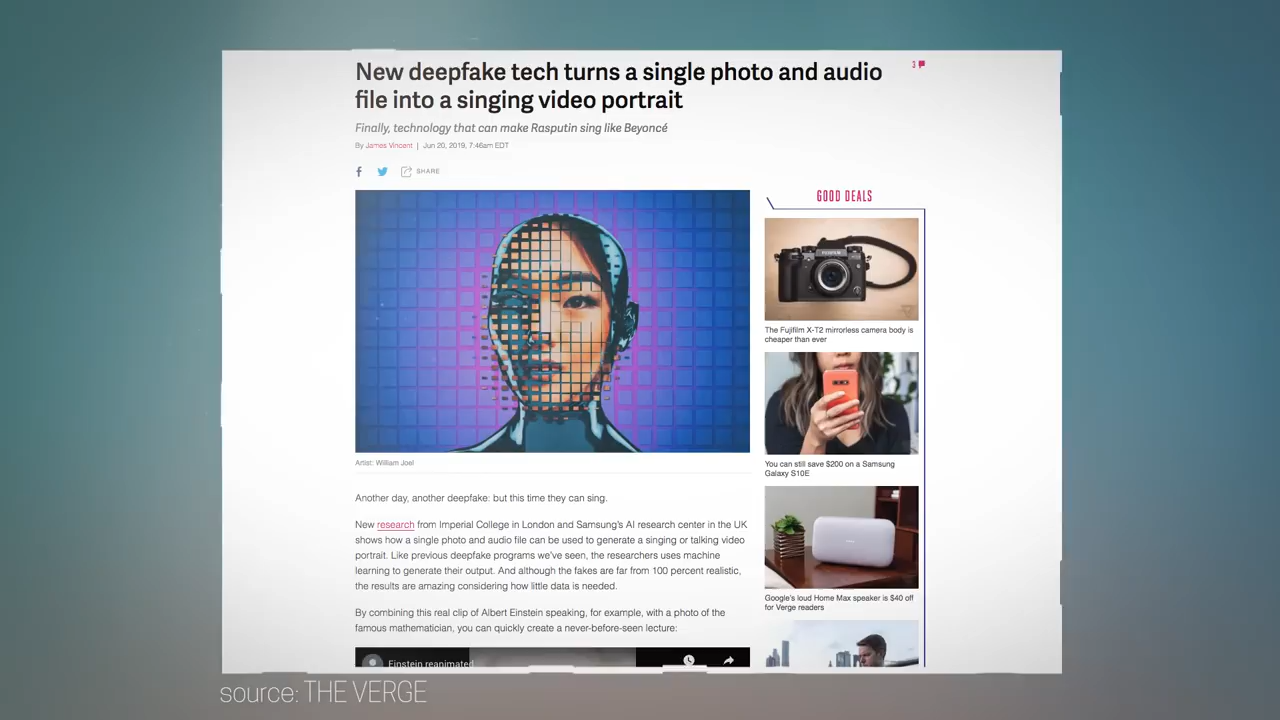 New deepfake tech turns a single photo and audio
file into a singing video portrait
3
Finally, technology that can make Rasputin sing like Beyoncé
By James Vincent | Jun 20, 2019, 7:46am EDT
SHARE
GOOD DEALS
FUJIFILM
The Fujifilm X-T2 mirrorless camera body is
cheaper than ever
Artist: William Joel
You can still save $200 on a Samsung
Galaxy S10E
Another day, another deepfake: but this time they can sing.
New research from Imperial College in London and Samsung's AI research center in the UK
shows how a single photo and audio file can be used to generate a singing or talking video
portrait. Like previous deepfake programs we've seen, the researchers uses machine
learning to generate their output. And although the fakes are far from 100 percent realistic,
the results are amazing considering how little data is needed.
Google's loud Home Max speaker is $40 off
for Verge readers
By combining this real clip of Albert Einstein speaking, for example, with a photo of the
famous mathematician, you can quickly create a never-before-seen lecture:
Einstein reanimated
source: THE VERGE